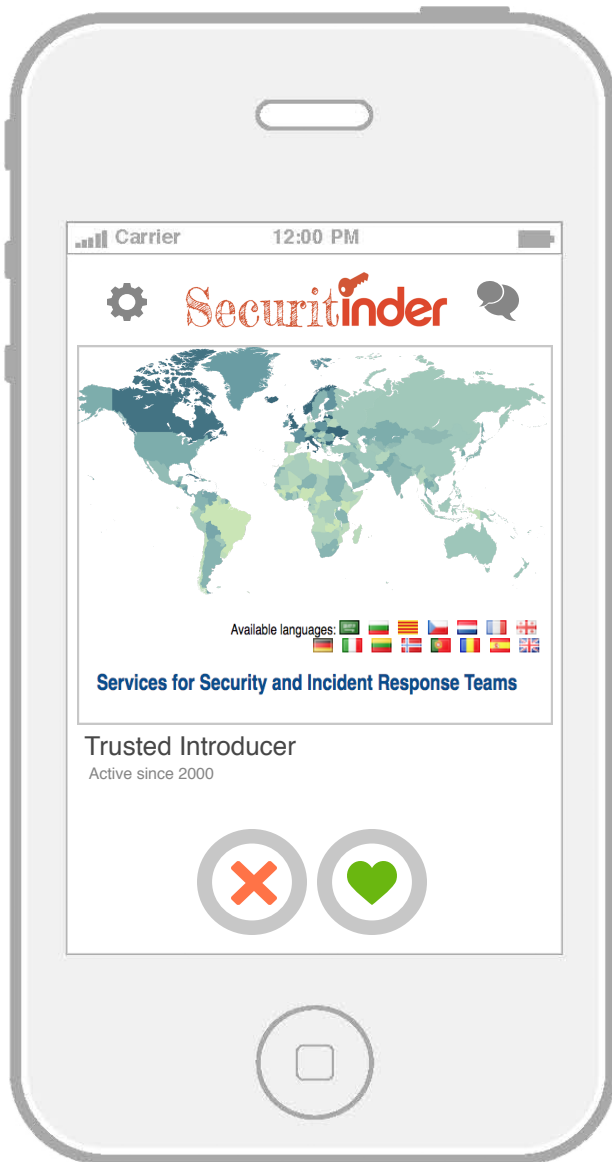 Carrier 12:00 PM
Securitinder
Available languages:
Services for Security and Incident Response Teams
Trusted Introducer
Active since 2000